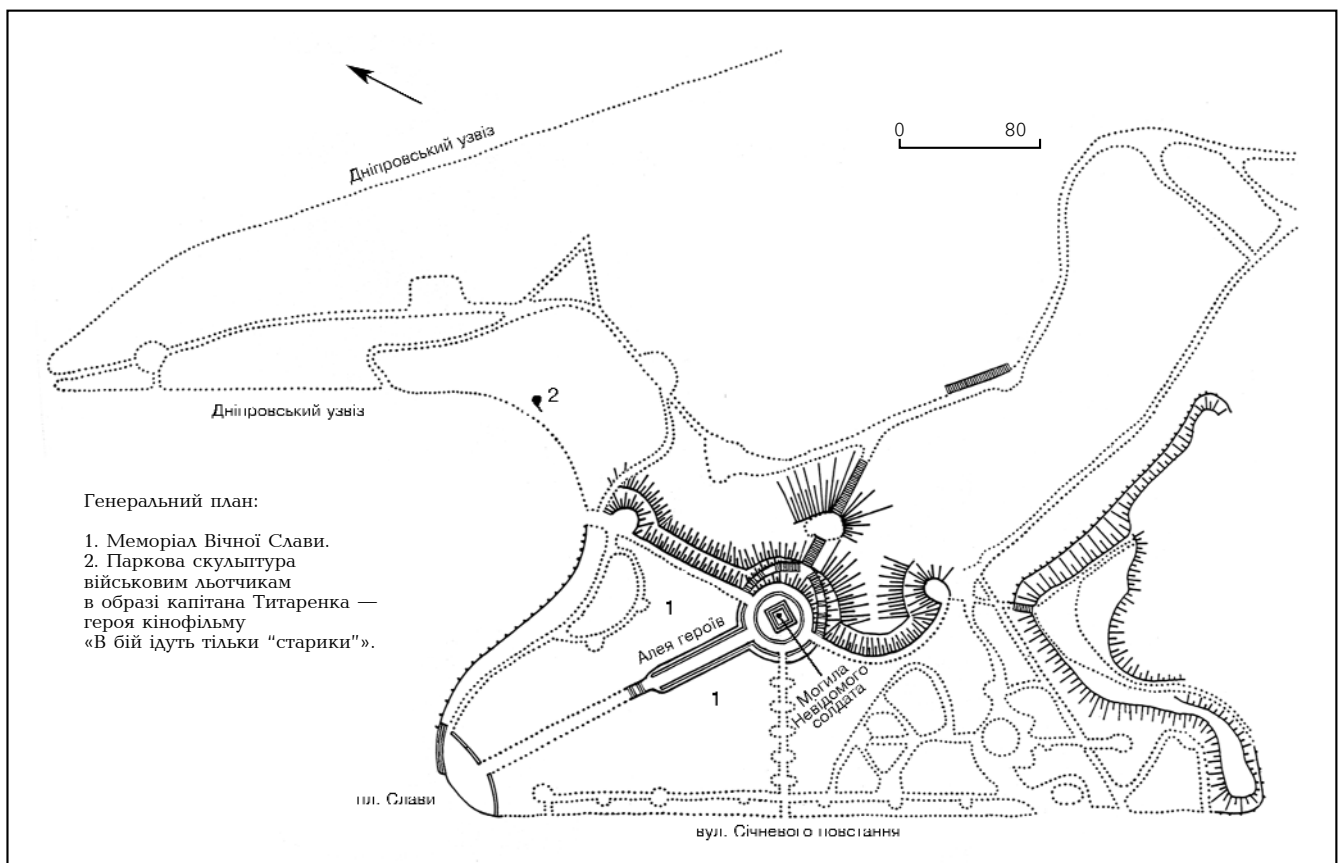 Дніпровський узвіз
0 80
2
Дніпровський узвіз
Генеральний план:
1. Меморіал Вічної Слави.
2. Паркова скульптура
військовим льотчикам
в образі капітана Титаренка —
героя кінофільму
«В бій ідуть тільки “старики”».
1
Алея героїв
1
Могила
Невідомого
солдата
пл. Слави
вул. Січневого повстання